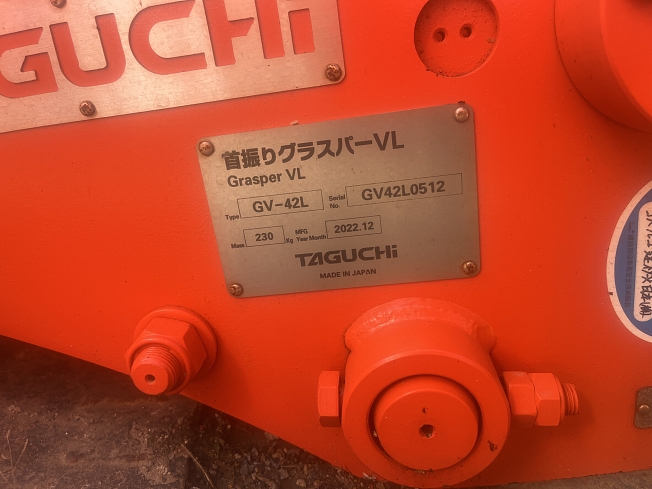 AGUCHi
首振りグラスパーVL
Grasper VL
Type GV-42L Serial No. GV42L0512
Mass 230 Kg MFG Year Month 2022.12
TAGUCHi
MADE IN JAPAN